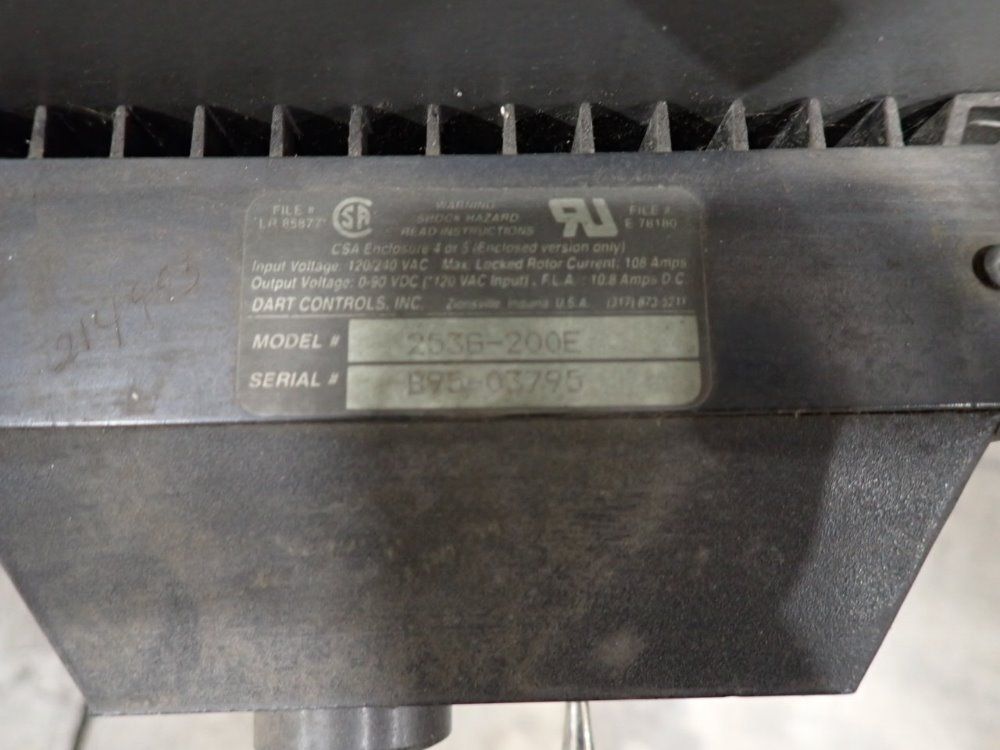 FILE #
LR 85877
CSA
WARNING
SHOCK HAZARD
READ INSTRUCTIONS
RU
FILE #
E 78180
CSA Enclosure 4 or 5 (Enclosed version only)
Input Voltage: 120/240 VAC Max. Locked Rotor Current: 108 Amps
Output Voltage: 0-90 VDC (*120 VAC Input), F.L.A.: 10.8 Amps D.C.
DART CONTROLS, INC. Zionsville Indiana U.S.A. (317) 873-5211
MODEL # 253G-200E
SERIAL # B95-03795